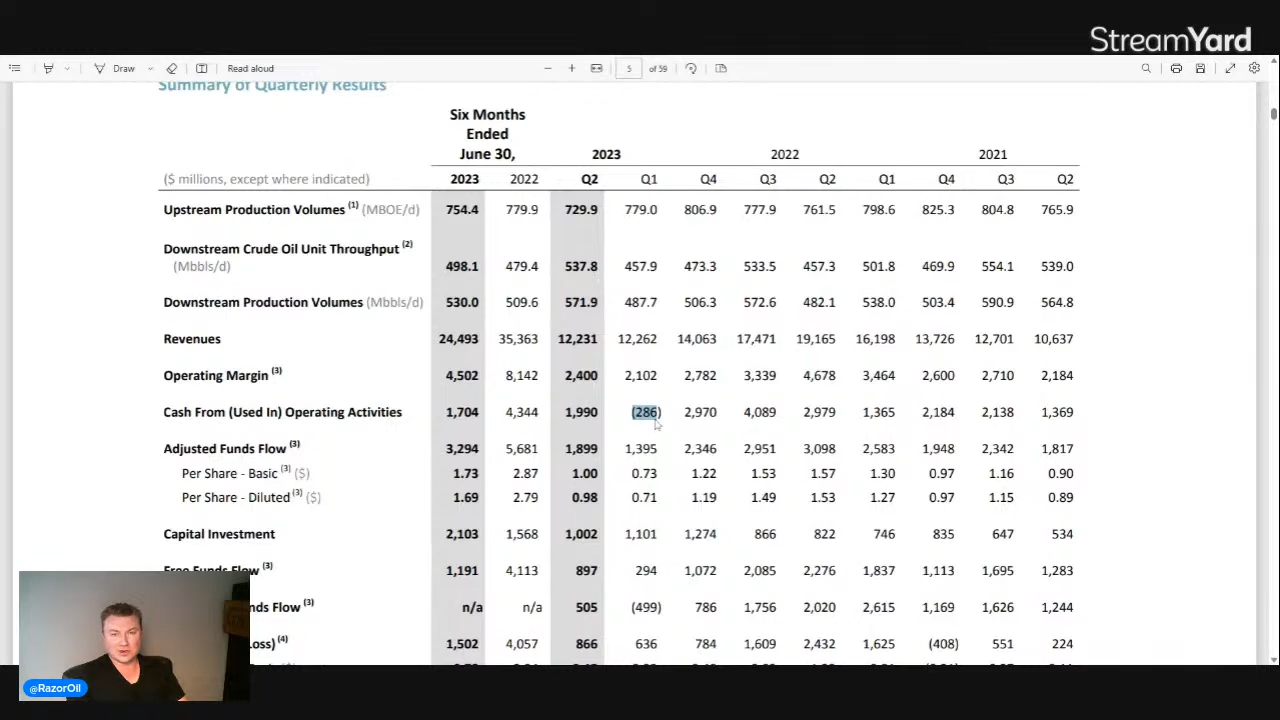 StreamYard
Draw
Read aloud
5 of 59
Summary of Quarterly Results
Six Months
Ended
June 30, 2023 2022 2021
($ millions, except where indicated) 2023 2022 Q2 Q1 Q4 Q3 Q2 Q1 Q4 Q3 Q2
Upstream Production Volumes (1) (MBOE/d) 754.4 779.9 729.9 779.0 806.9 777.9 761.5 798.6 825.3 804.8 765.9
Downstream Crude Oil Unit Throughput (2)
(Mbbls/d) 498.1 479.4 537.8 457.9 473.3 533.5 457.3 501.8 469.9 554.1 539.0
Downstream Production Volumes (Mbbls/d) 530.0 509.6 571.9 487.7 506.3 572.6 482.1 538.0 503.4 590.9 564.8
Revenues 24,493 35,363 12,231 12,262 14,063 17,471 19,165 16,198 13,726 12,701 10,637
Operating Margin (3) 4,502 8,142 2,400 2,102 2,782 3,339 4,678 3,464 2,600 2,710 2,184
Cash From (Used In) Operating Activities 1,704 4,344 1,990 (286) 2,970 4,089 2,979 1,365 2,184 2,138 1,369
Adjusted Funds Flow (3) 3,294 5,681 1,899 1,395 2,346 2,951 3,098 2,583 1,948 2,342 1,817
Per Share - Basic (3) ($) 1.73 2.87 1.00 0.73 1.22 1.53 1.57 1.30 0.97 1.16 0.90
Per Share - Diluted (3) ($) 1.69 2.79 0.98 0.71 1.19 1.49 1.53 1.27 0.97 1.15 0.89
Capital Investment 2,103 1,568 1,002 1,101 1,274 866 822 746 835 647 534
Free Funds Flow (3) 1,191 4,113 897 294 1,072 2,085 2,276 1,837 1,113 1,695 1,283
nds Flow (3) n/a n/a 505 (499) 786 1,756 2,020 2,615 1,169 1,626 1,244
oss) (4) 1,502 4,057 866 636 784 1,609 2,432 1,625 (408) 551 224
@RazorOil